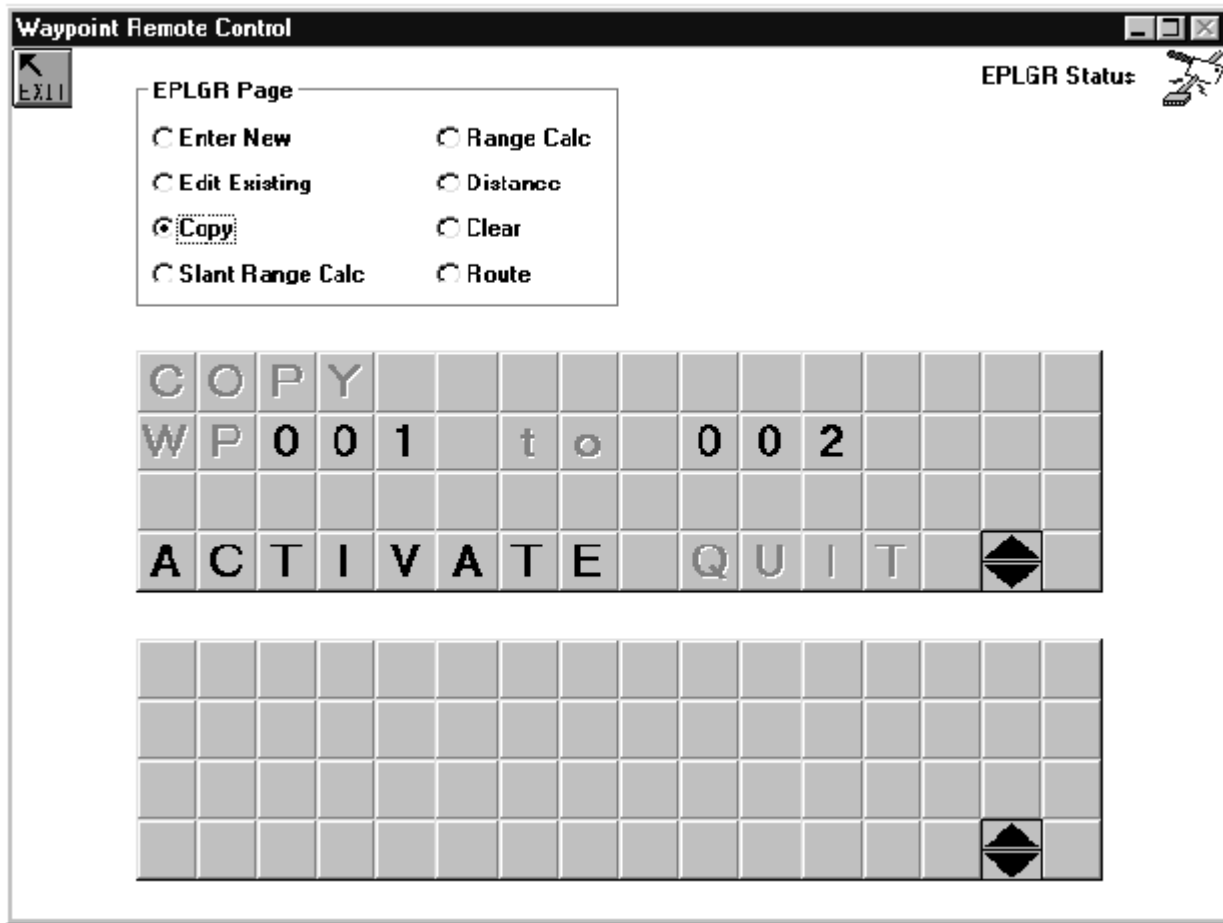 Waypoint Remote Control
EXIT
EPLGR Status
EPLGR Page
Enter New
Range Calc
Edit Existing
Distance
Copy
Clear
Slant Range Calc
Route
COPY
WP001 to 002
ACTIVATE QUIT